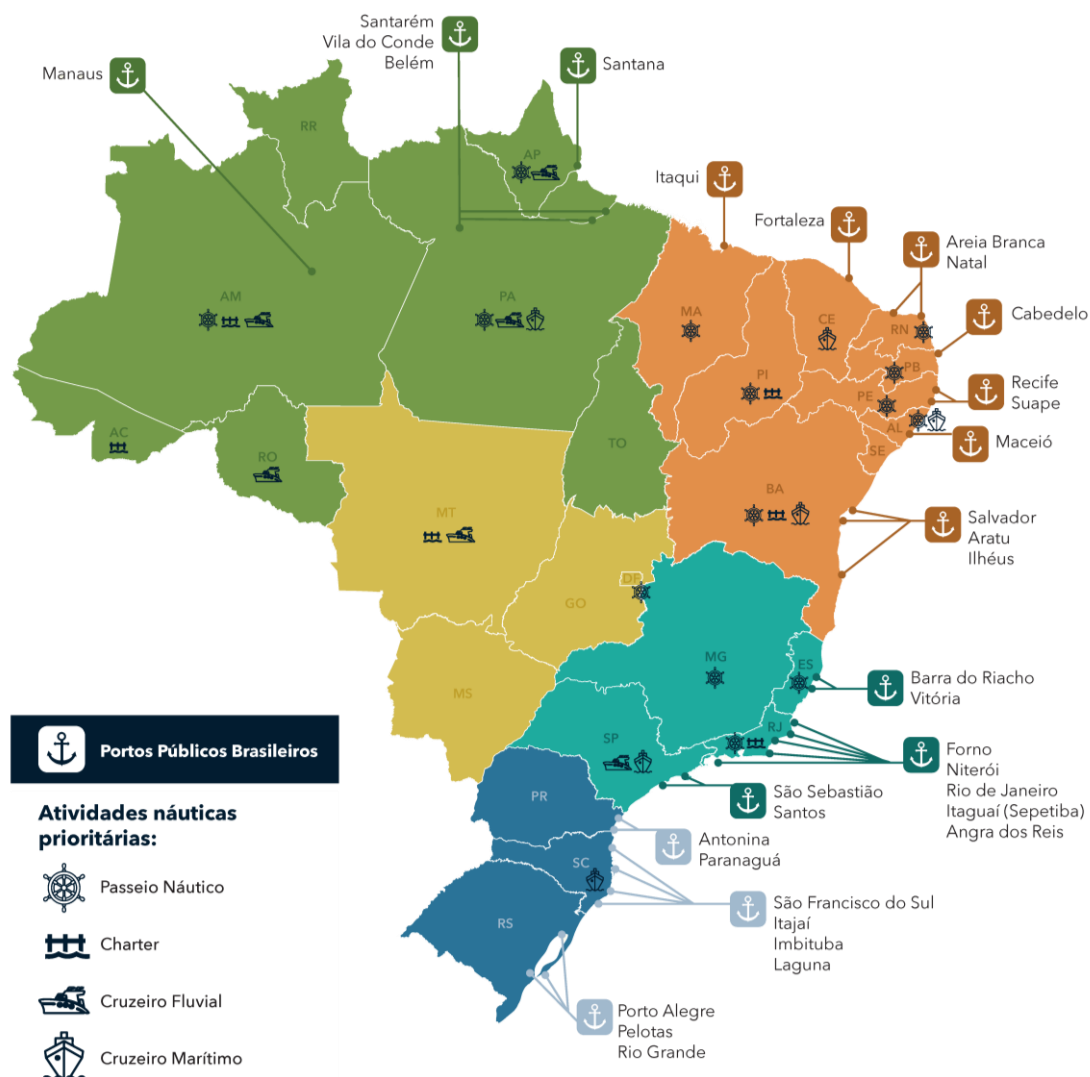 Santarém
Vila do Conde
Belém
Manaus
Santana
RR
AP
Itaqui
Fortaleza
Areia Branca
Natal
AM
PA
MA
CE
RN
Cabedelo
PI
PB
PE
Recife
Suape
AL
Maceió
SE
AC
RO
TO
BA
MT
Salvador
Aratu
Ilhéus
DF
GO
MG
ES
MS
Barra do Riacho
Vitória
RJ
SP
Forno
Niterói
Rio de Janeiro
Itaguaí (Sepetiba)
Angra dos Reis
São Sebastião
Santos
PR
Antonina
Paranaguá
SC
São Francisco do Sul
Itajaí
Imbituba
Laguna
RS
Porto Alegre
Pelotas
Rio Grande
Portos Públicos Brasileiros
Atividades náuticas
prioritárias:
Passeio Náutico
Charter
Cruzeiro Fluvial
Cruzeiro Marítimo